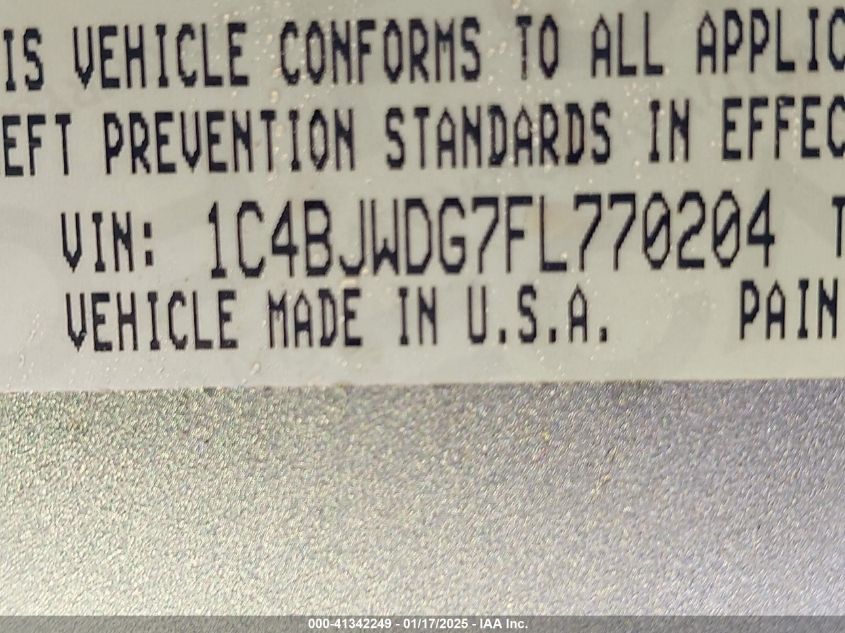 IS VEHICLE CONFORMS TO ALL APPLIC
EFT PREVENTION STANDARDS IN EFFEC
VIN: 1C4BJWDG7FL770204 T
VEHICLE MADE IN U.S.A. PAIN
000-41342249 - 01/17/2025 - IAA Inc.